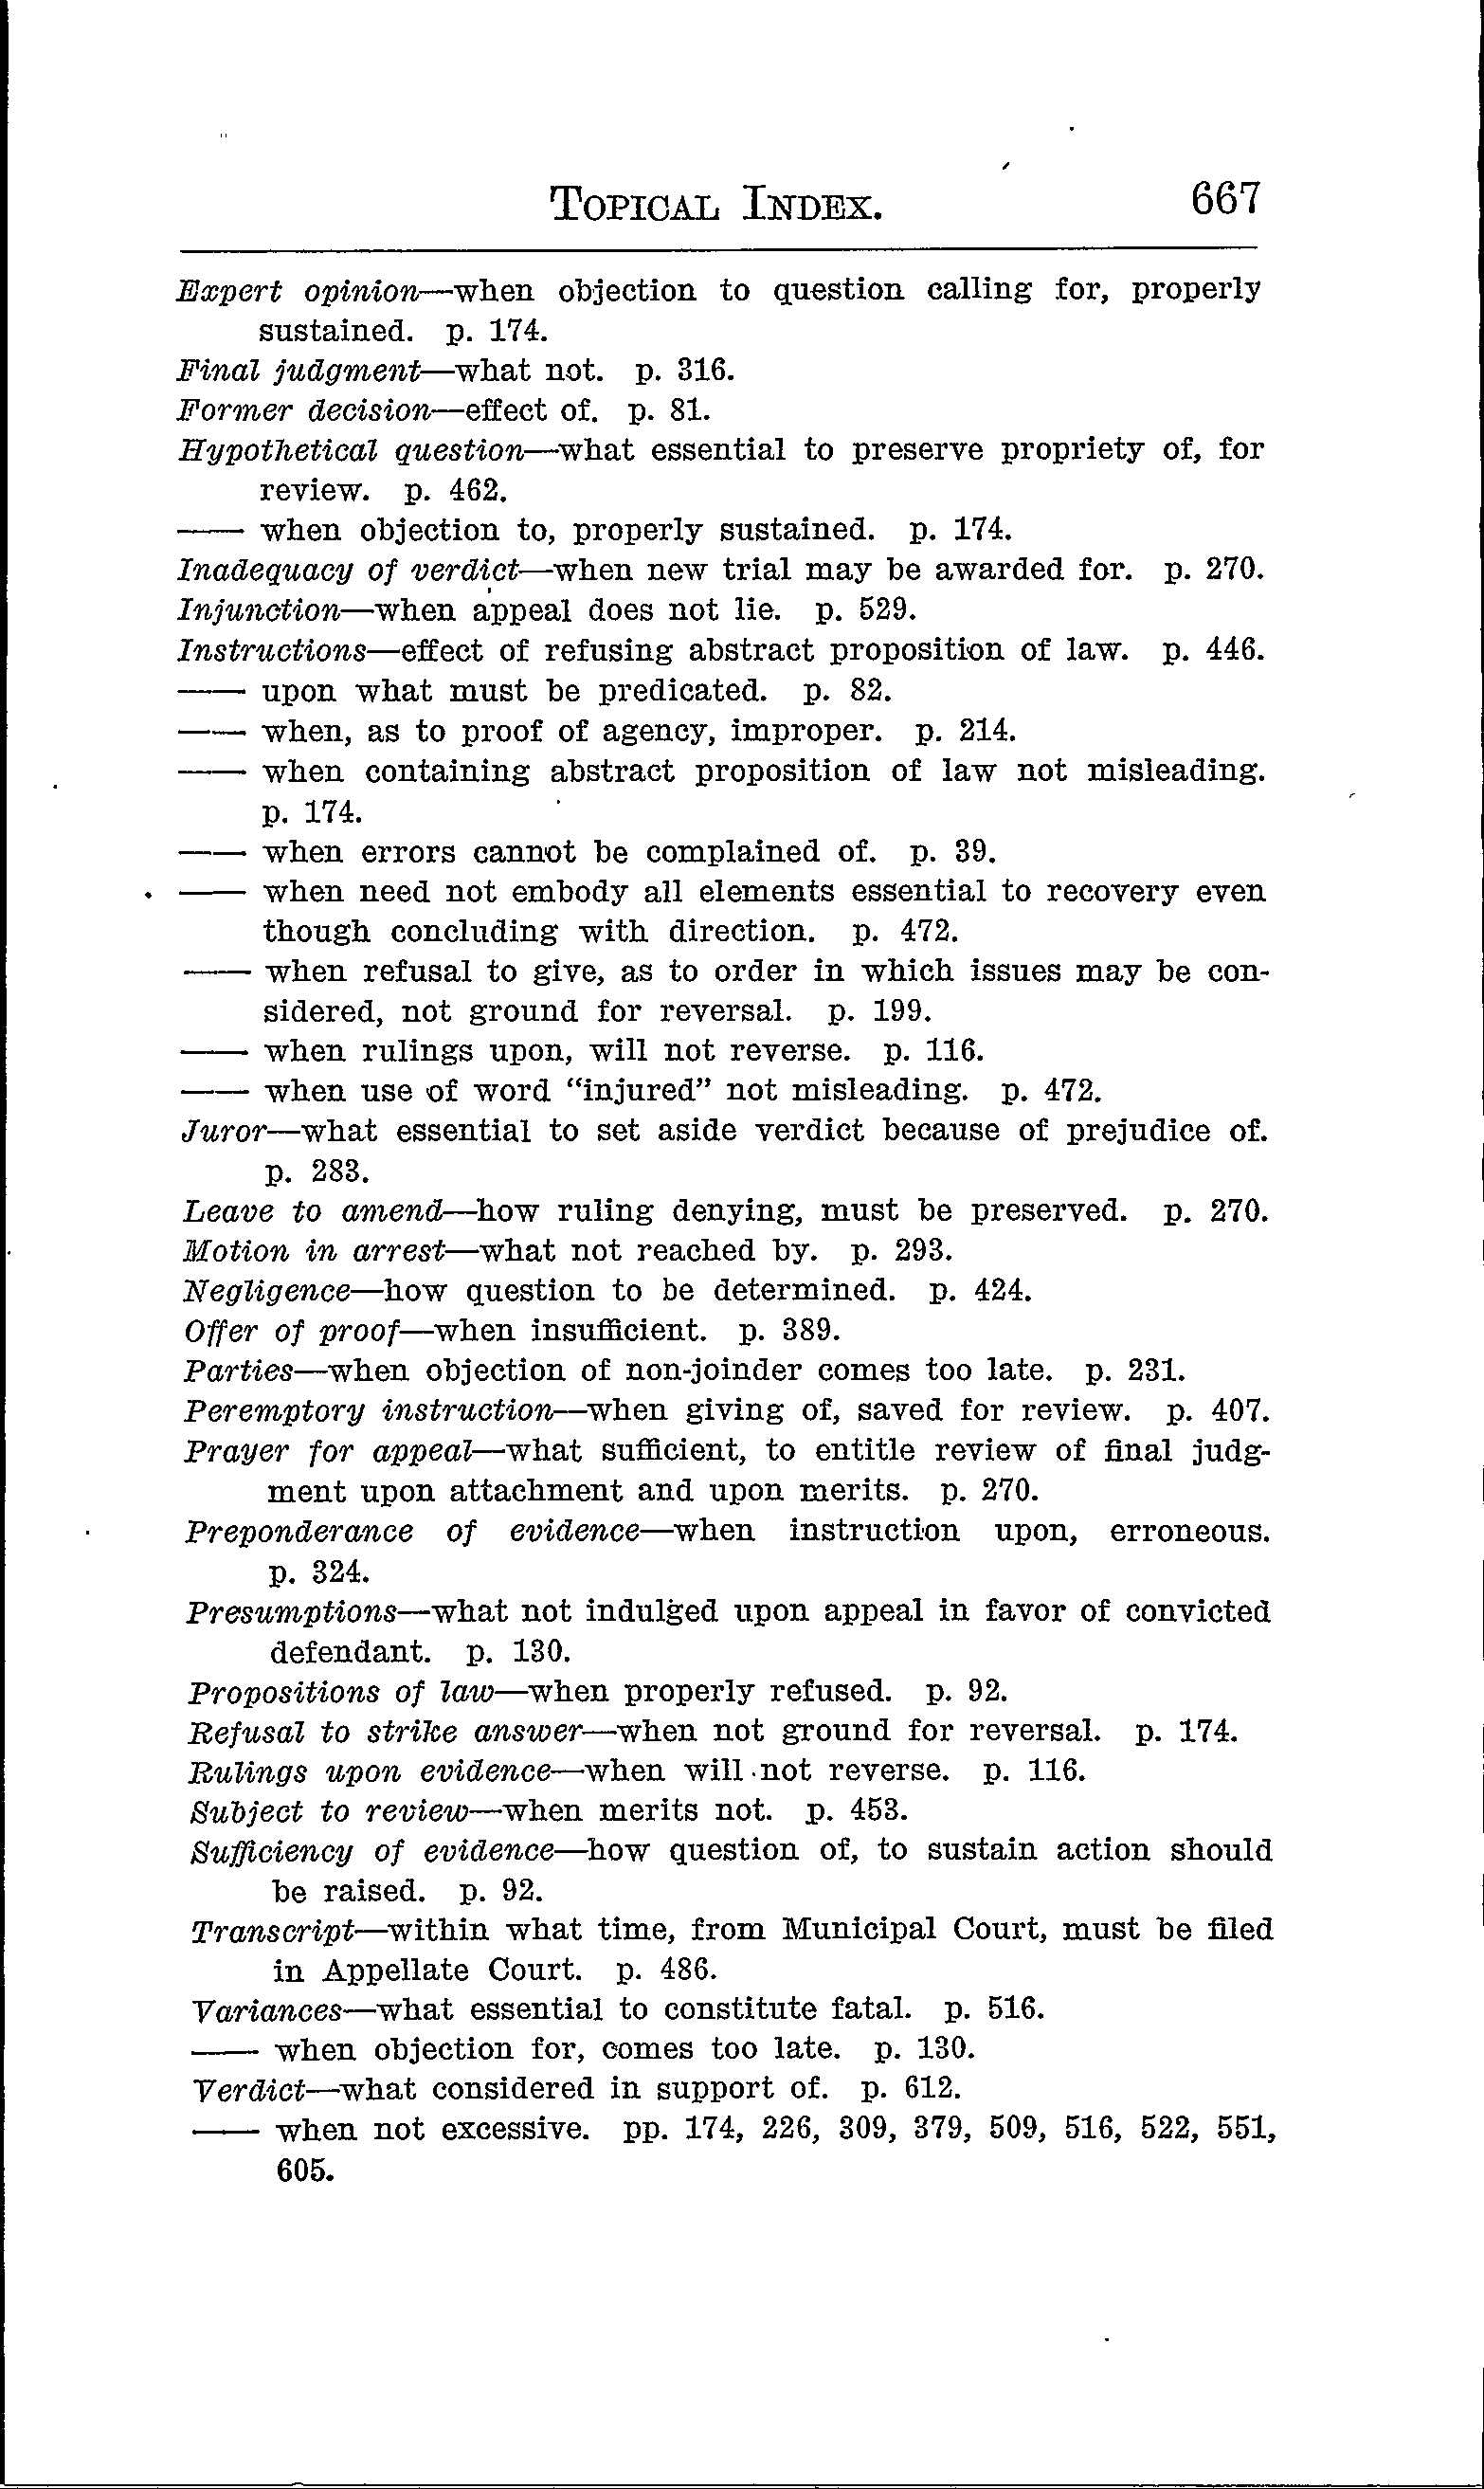 TOPICAL INDEX. 667
Expert opinion—when objection to question calling for, properly
sustained. p. 174.
Final judgment—what not. p. 316.
Former decision—effect of. p. 81.
Hypothetical question—what essential to preserve propriety of, for
review. p. 462.
—— when objection to, properly sustained. p. 174.
Inadequacy of verdict—when new trial may be awarded for. p. 270.
Injunction—when appeal does not lie. p. 529.
Instructions—effect of refusing abstract proposition of law. p. 446.
—— upon what must be predicated. p. 82.
—— when, as to proof of agency, improper. p. 214.
—— when containing abstract proposition of law not misleading.
p. 174.
—— when errors cannot be complained of. p. 39.
—— when need not embody all elements essential to recovery even
though concluding with direction. p. 472.
—— when refusal to give, as to order in which issues may be con-
sidered, not ground for reversal. p. 199.
—— when rulings upon, will not reverse. p. 116.
—— when use of word “injured” not misleading. p. 472.
Juror—what essential to set aside verdict because of prejudice of.
p. 283.
Leave to amend—how ruling denying, must be preserved. p. 270.
Motion in arrest—what not reached by. p. 293.
Negligence—how question to be determined. p. 424.
Offer of proof—when insufficient. p. 389.
Parties—when objection of non-joinder comes too late. p. 231.
Peremptory instruction—when giving of, saved for review. p. 407.
Prayer for appeal—what sufficient, to entitle review of final judg-
ment upon attachment and upon merits. p. 270.
Preponderance of evidence—when instruction upon, erroneous.
p. 324.
Presumptions—what not indulged upon appeal in favor of convicted
defendant. p. 130.
Propositions of law—when properly refused. p. 92.
Refusal to strike answer—when not ground for reversal. p. 174.
Rulings upon evidence—when will not reverse. p. 116.
Subject to review—when merits not. p. 453.
Sufficiency of evidence—how question of, to sustain action should
be raised. p. 92.
Transcript—within what time, from Municipal Court, must be filed
in Appellate Court. p. 486.
Variances—what essential to constitute fatal. p. 516.
—— when objection for, comes too late. p. 130.
Verdict—what considered in support of. p. 612.
—— when not excessive. pp. 174, 226, 309, 379, 509, 516, 522, 551,
605.